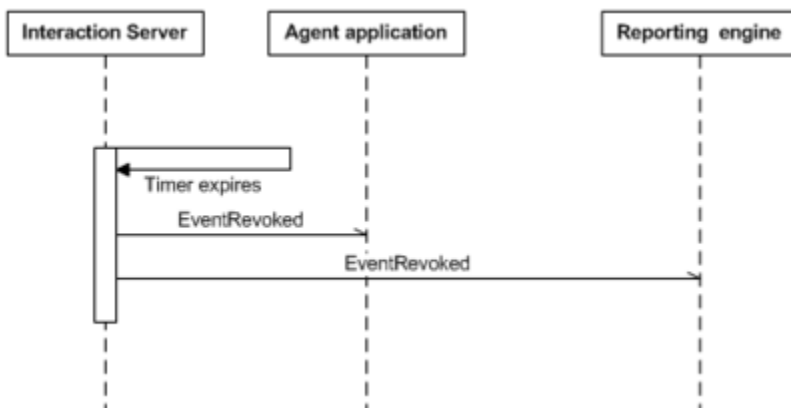 Interaction Server
Agent application
Reporting engine
Timer expires
EventRevoked
EventRevoked